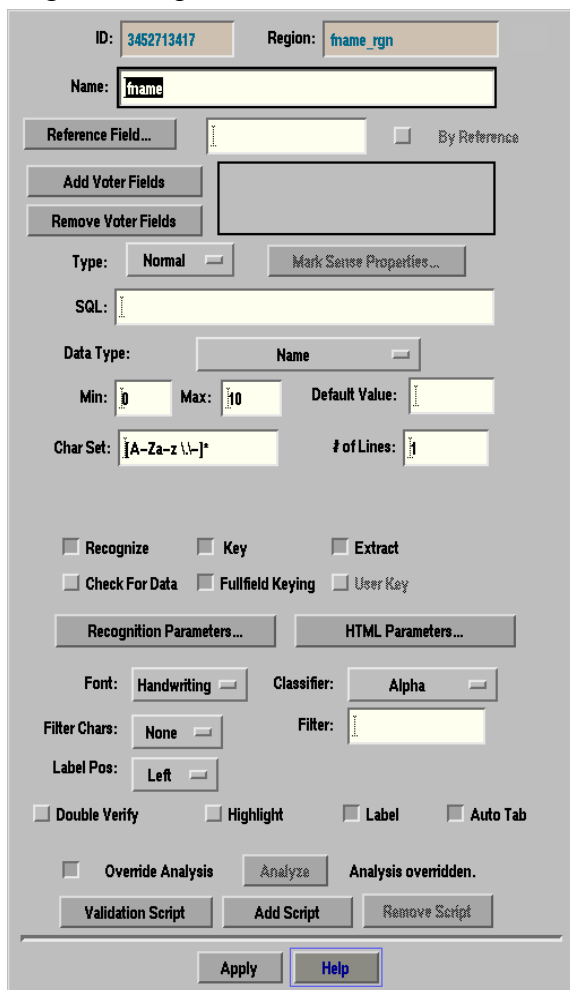 ID: 3452713417 Region: fname_rgn
Name: fname
Reference Field... By Reference
Add Voter Fields
Remove Voter Fields
Type: Normal Mark Sense Properties...
SQL:
Data Type: Name
Min: 0 Max: 10 Default Value:
Char Set: [A-Za-z \.\-]* # of Lines: 1
Recognize Key Extract
Check For Data Fullfield Keying User Key
Recognition Parameters... HTML Parameters...
Font: Handwriting Classifier: Alpha
Filter Chars: None Filter:
Label Pos: Left
Double Verify Highlight Label Auto Tab
Override Analysis Analyze Analysis overridden.
Validation Script Add Script Remove Script
Apply Help